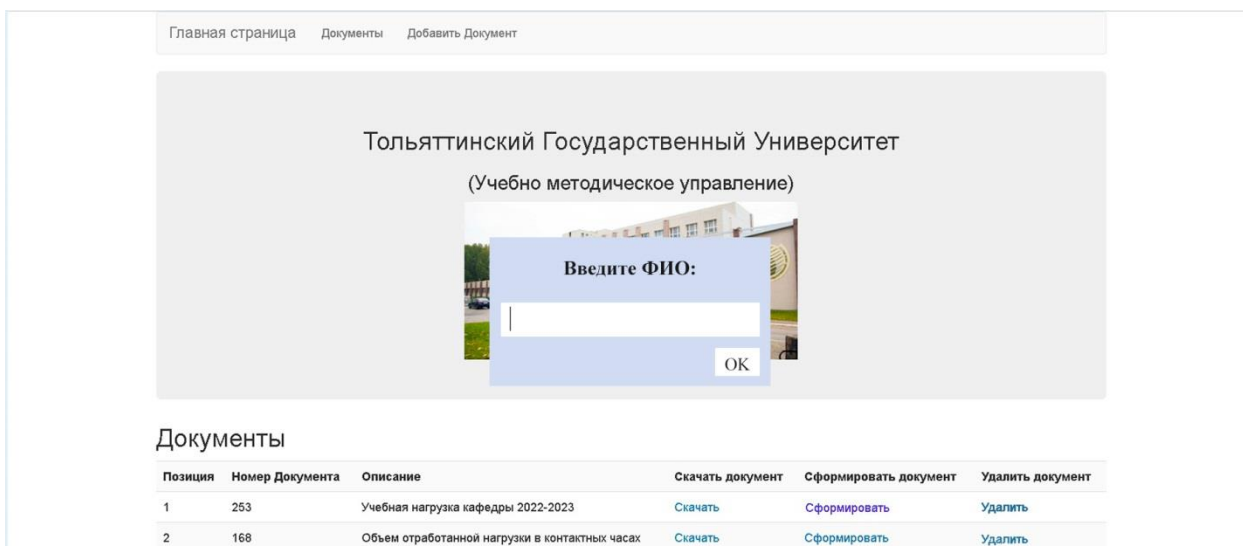 Главная страница Документы Добавить Документ
Тольяттинский Государственный Университет
(Учебно методическое управление)
Введите ФИО:
OK
Документы
Позиция Номер Документа Описание Скачать документ Сформировать документ Удалить документ
1 253 Учебная нагрузка кафедры 2022-2023 Скачать Сформировать Удалить
2 168 Объем отработанной нагрузки в контактных часах Скачать Сформировать Удалить